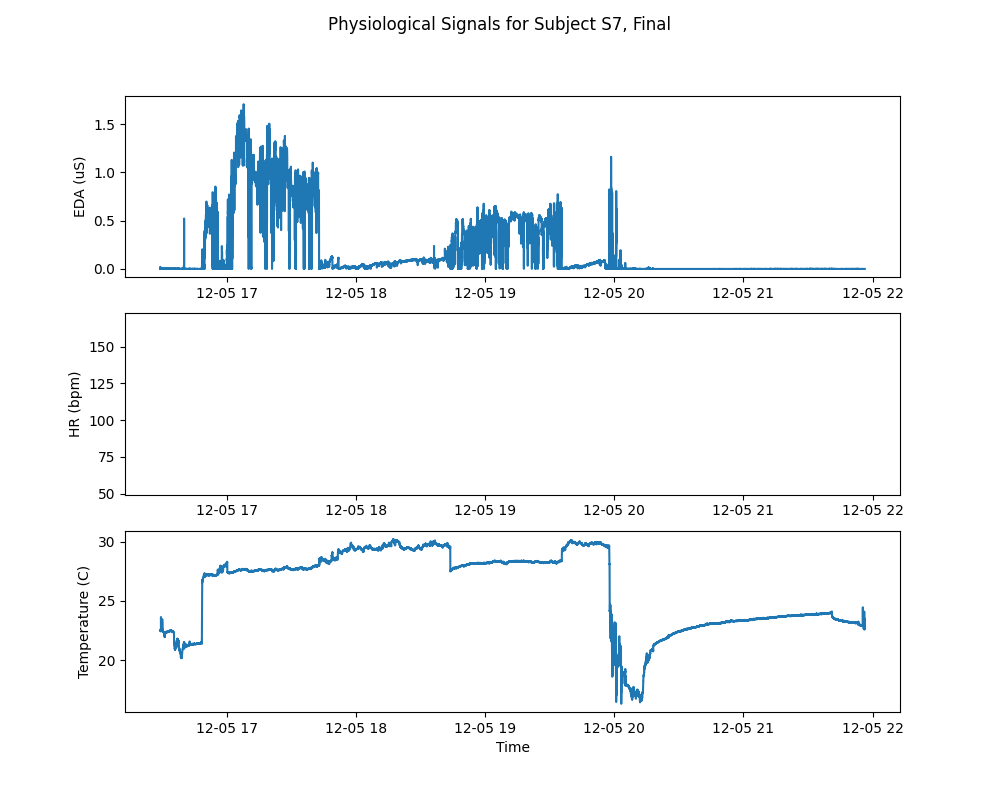 Physiological Signals for Subject S7, Final
EDA (uS)
1.5
1.0
0.5
0.0
12-05 17 12-05 18 12-05 19 12-05 20 12-05 21 12-05 22
HR (bpm)
150
125
100
75
50
12-05 17 12-05 18 12-05 19 12-05 20 12-05 21 12-05 22
Temperature (C)
30
25
20
12-05 17 12-05 18 12-05 19 12-05 20 12-05 21 12-05 22
Time